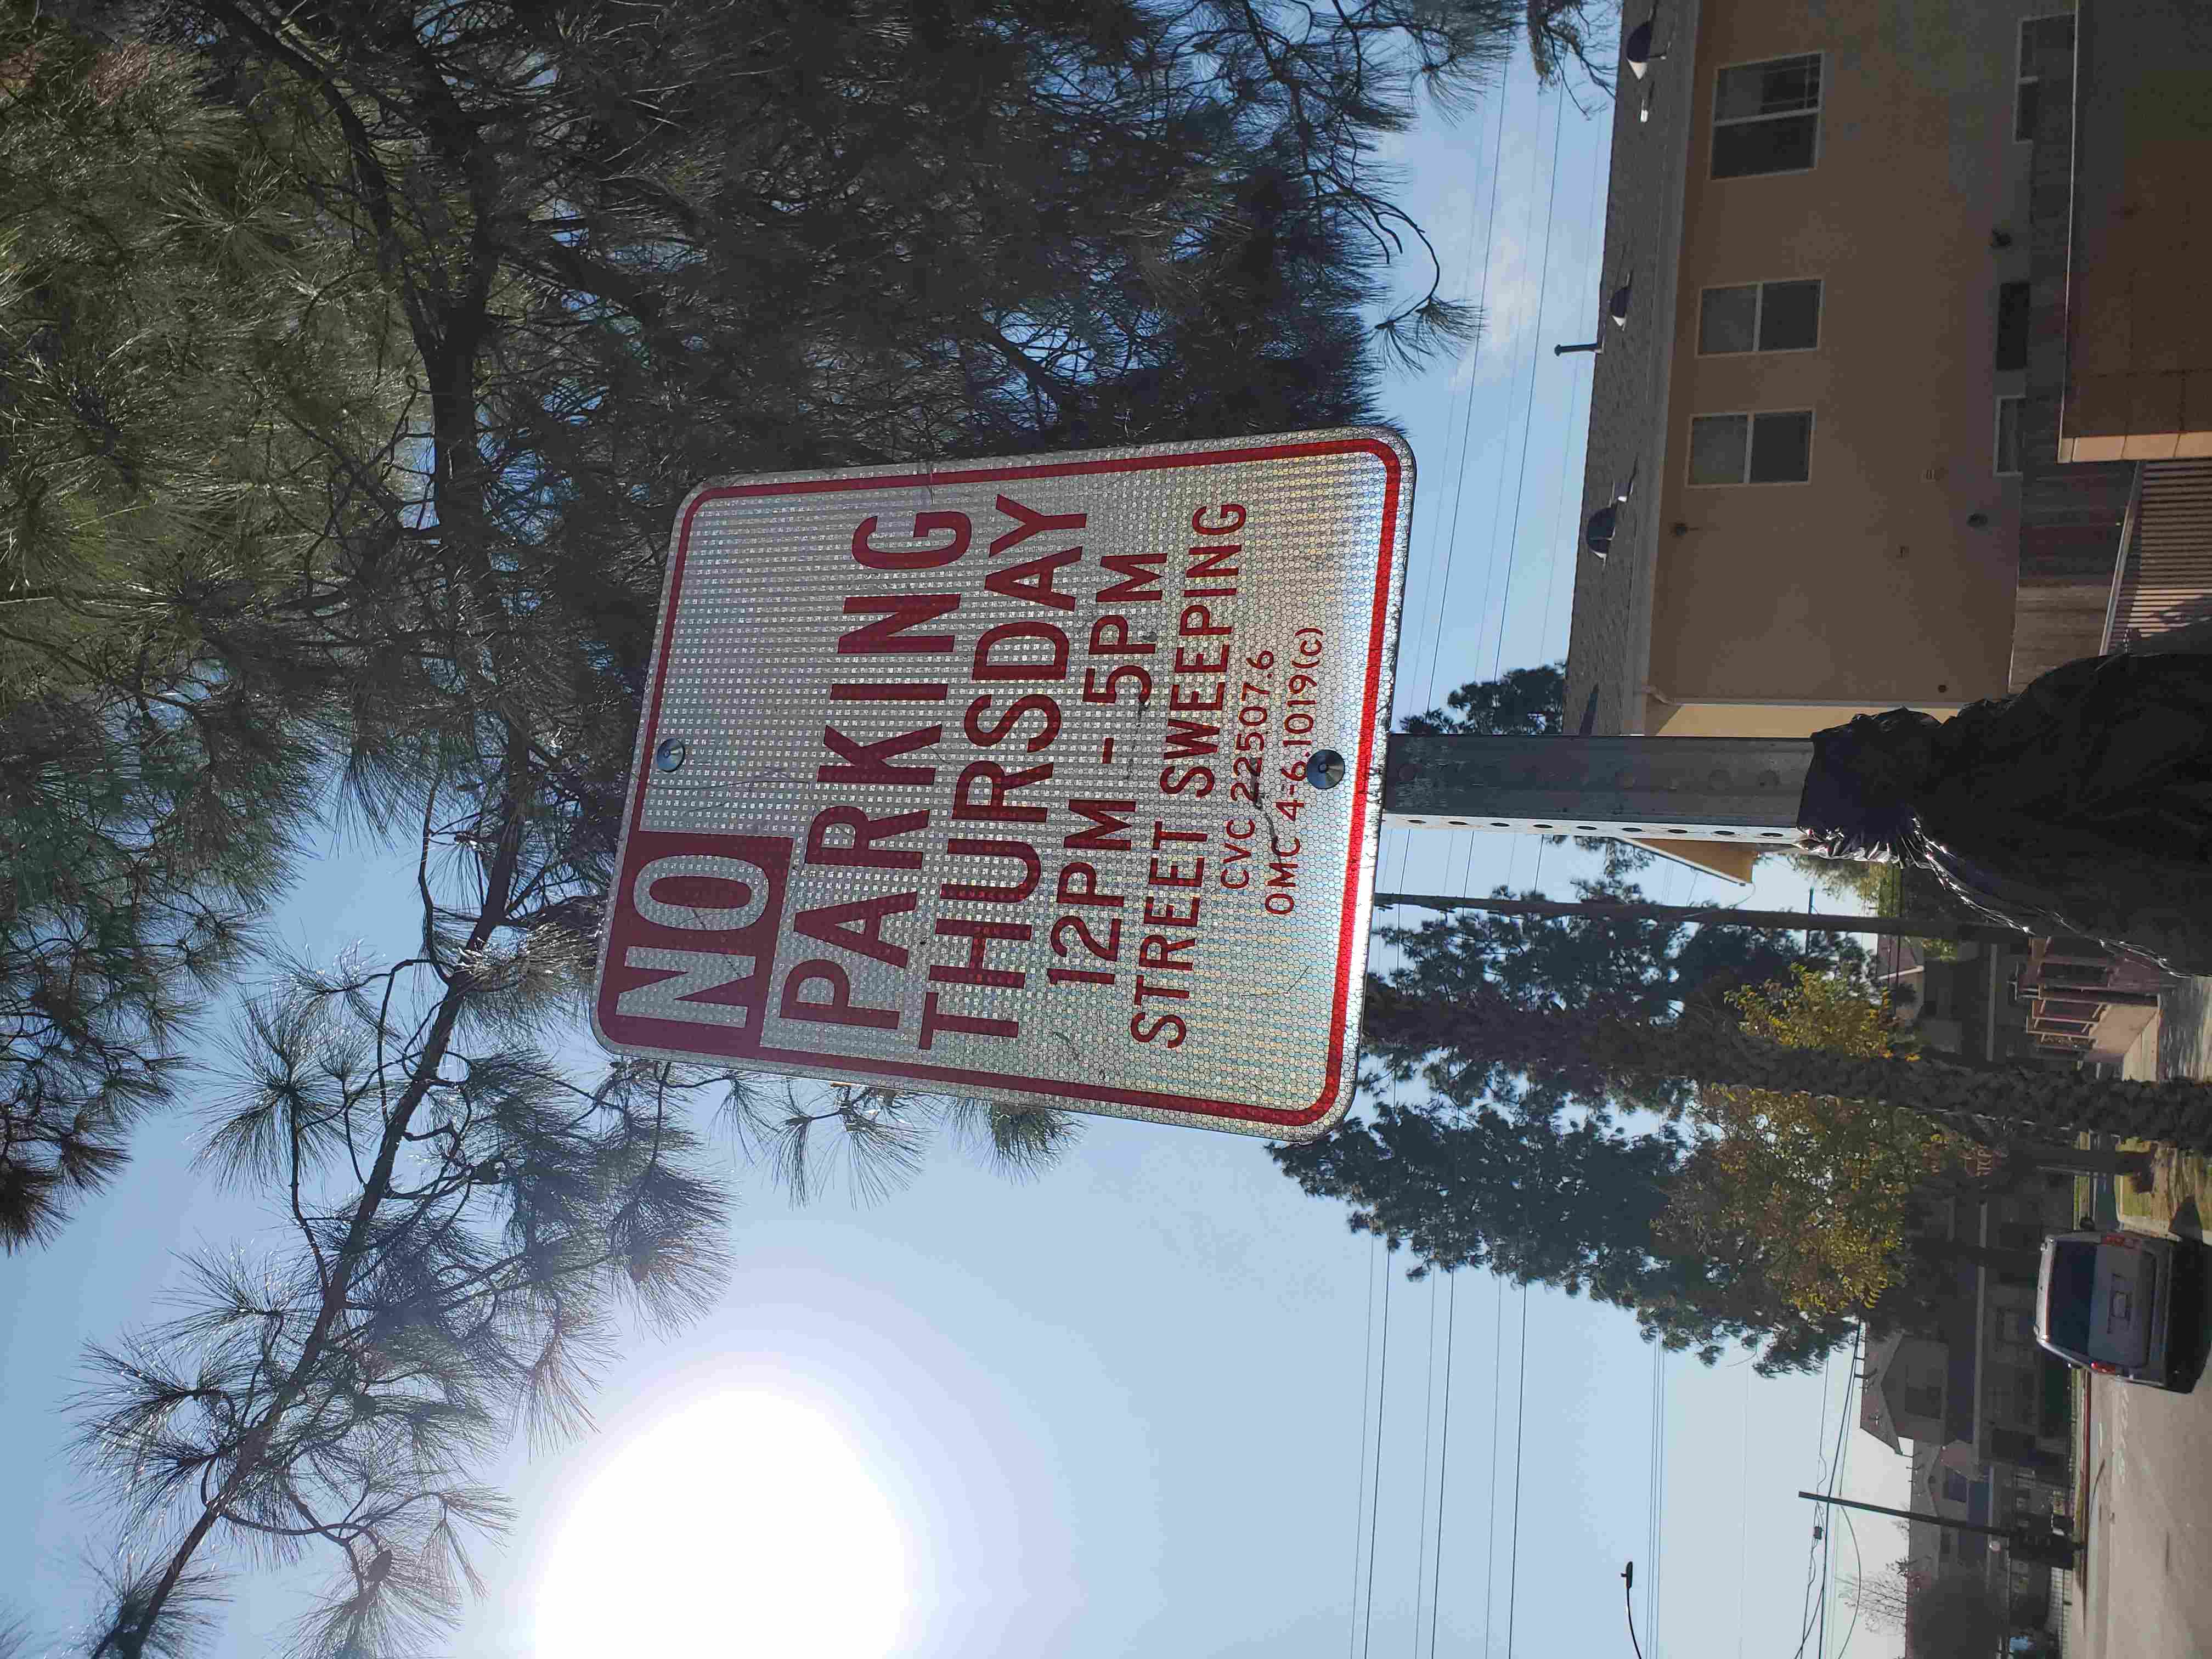 NO
PARKING
THURSDAY
12PM-5PM
STREET SWEEPING
CVC 22507.6
OMC 4-6.1019(c)